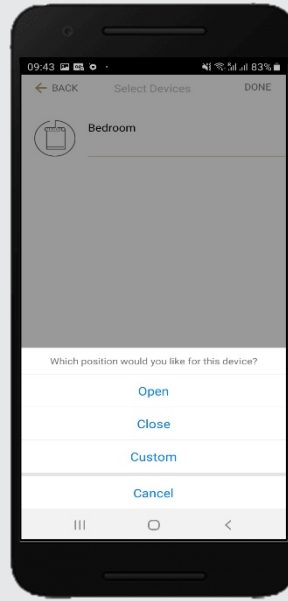 09:43 83%
← BACK Select Devices DONE
Bedroom
Which position would you like for this device?
Open
Close
Custom
Cancel